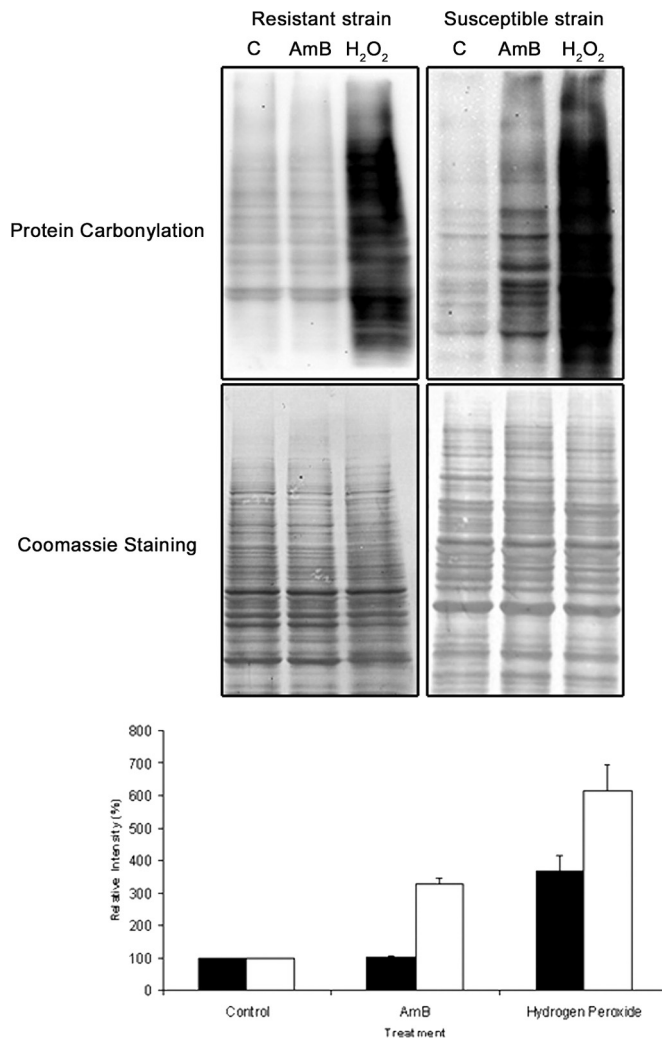 Resistant strain Susceptible strain
C AmB H₂O₂ C AmB H₂O₂
Protein Carbonylation
Coomassie Staining
800
700
600
500
400
300
200
100
0
Relative Intensity (%)
Control AmB Hydrogen Peroxide
Treatment